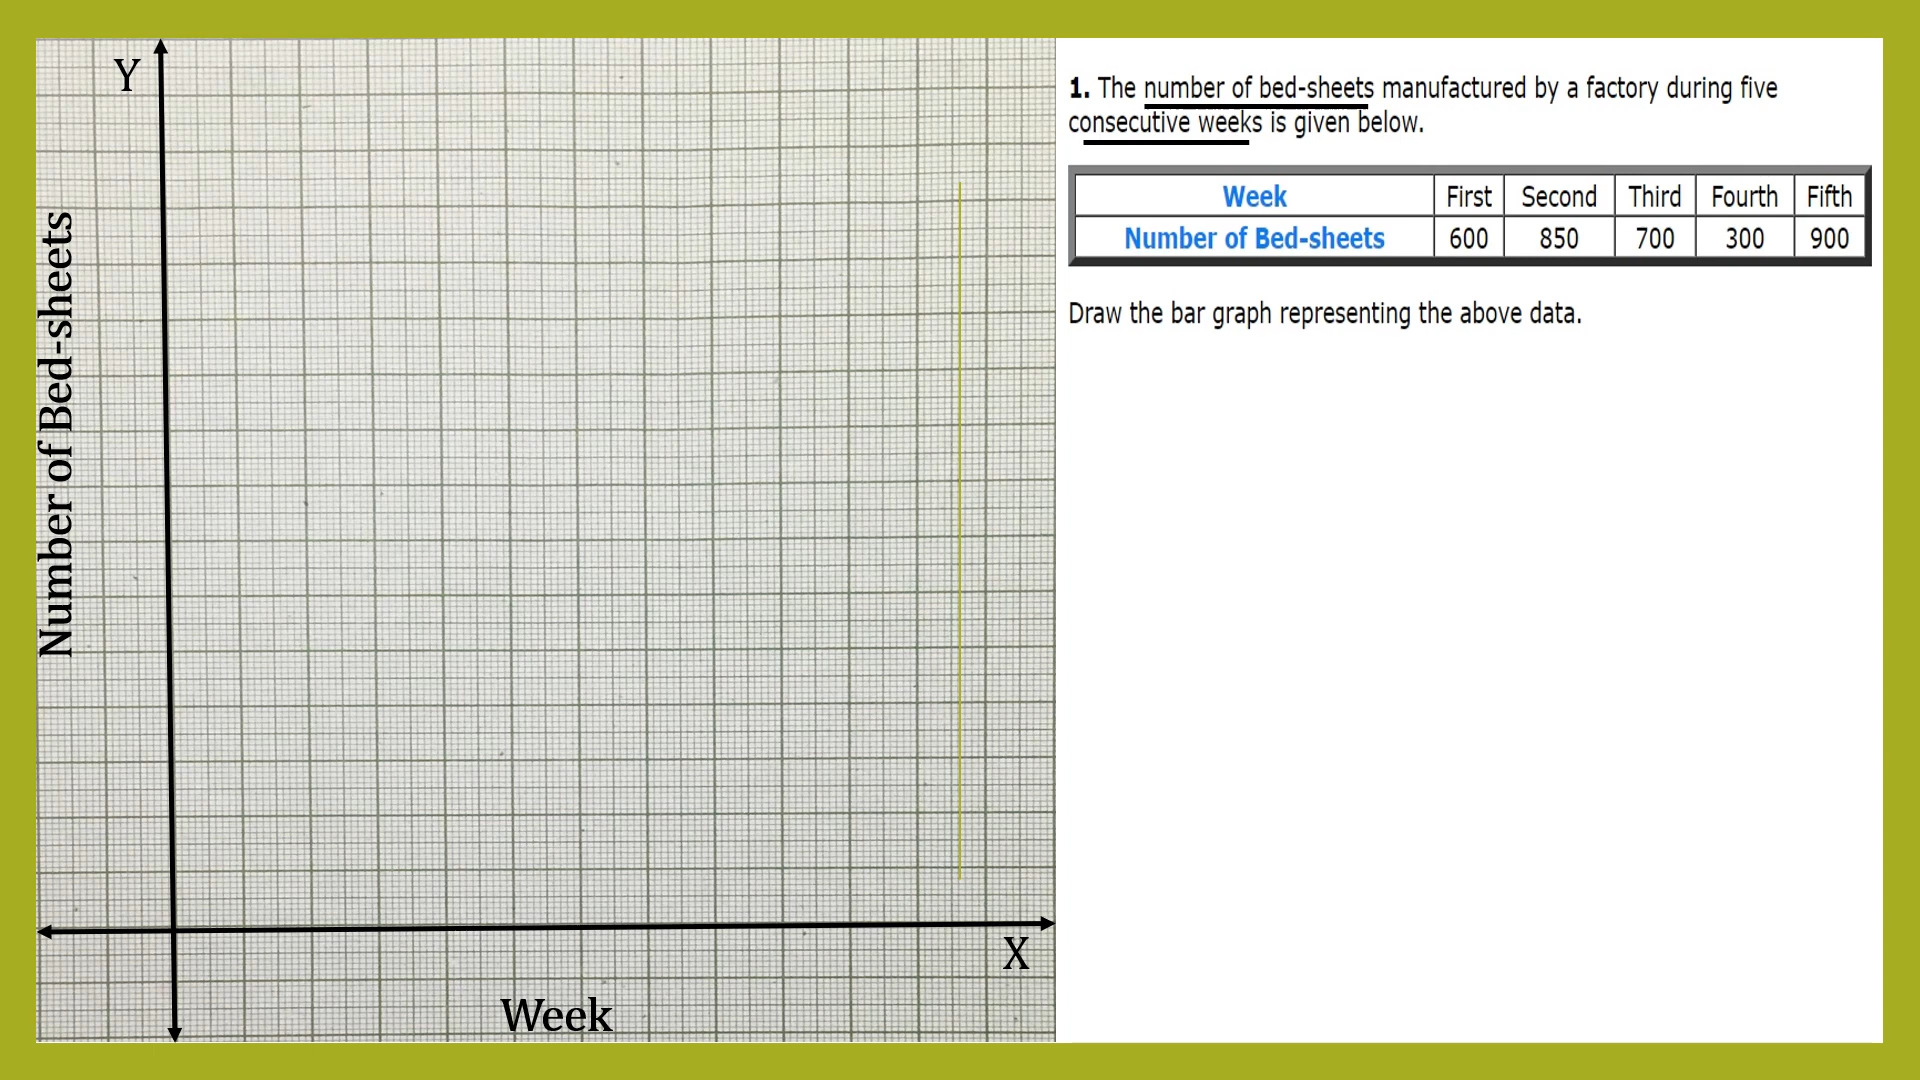 Y
Number of Bed-sheets
X
Week
1. The number of bed-sheets manufactured by a factory during five
consecutive weeks is given below.
Week First Second Third Fourth Fifth
Number of Bed-sheets 600 850 700 300 900
Draw the bar graph representing the above data.